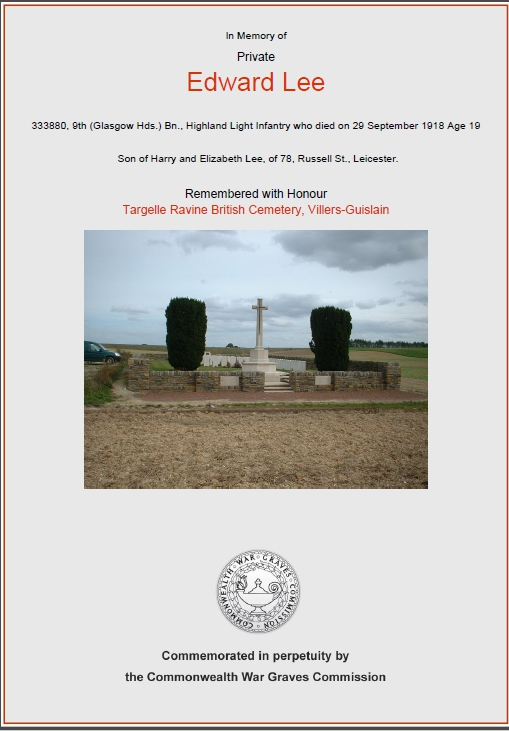 In Memory of
Private
Edward Lee
333880, 9th (Glasgow Hds.) Bn., Highland Light Infantry who died on 29 September 1918 Age 19
Son of Harry and Elizabeth Lee, of 78, Russell St., Leicester.
Remembered with Honour
Targelle Ravine British Cemetery, Villers-Guislain
COMMONWEALTH · WAR · GRAVES · COMMISSION ·
Commemorated in perpetuity by
the Commonwealth War Graves Commission